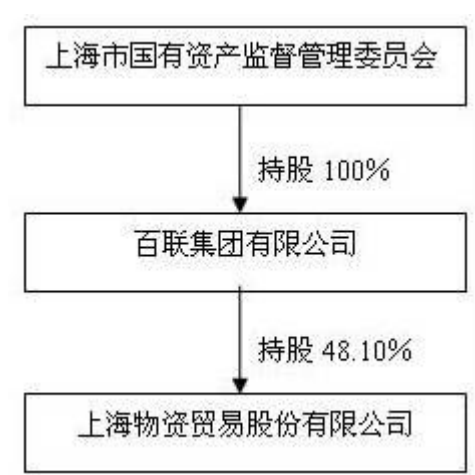 上海市国有资产监督管理委员会
持股 100%
百联集团有限公司
持股 48.10%
上海物资贸易股份有限公司